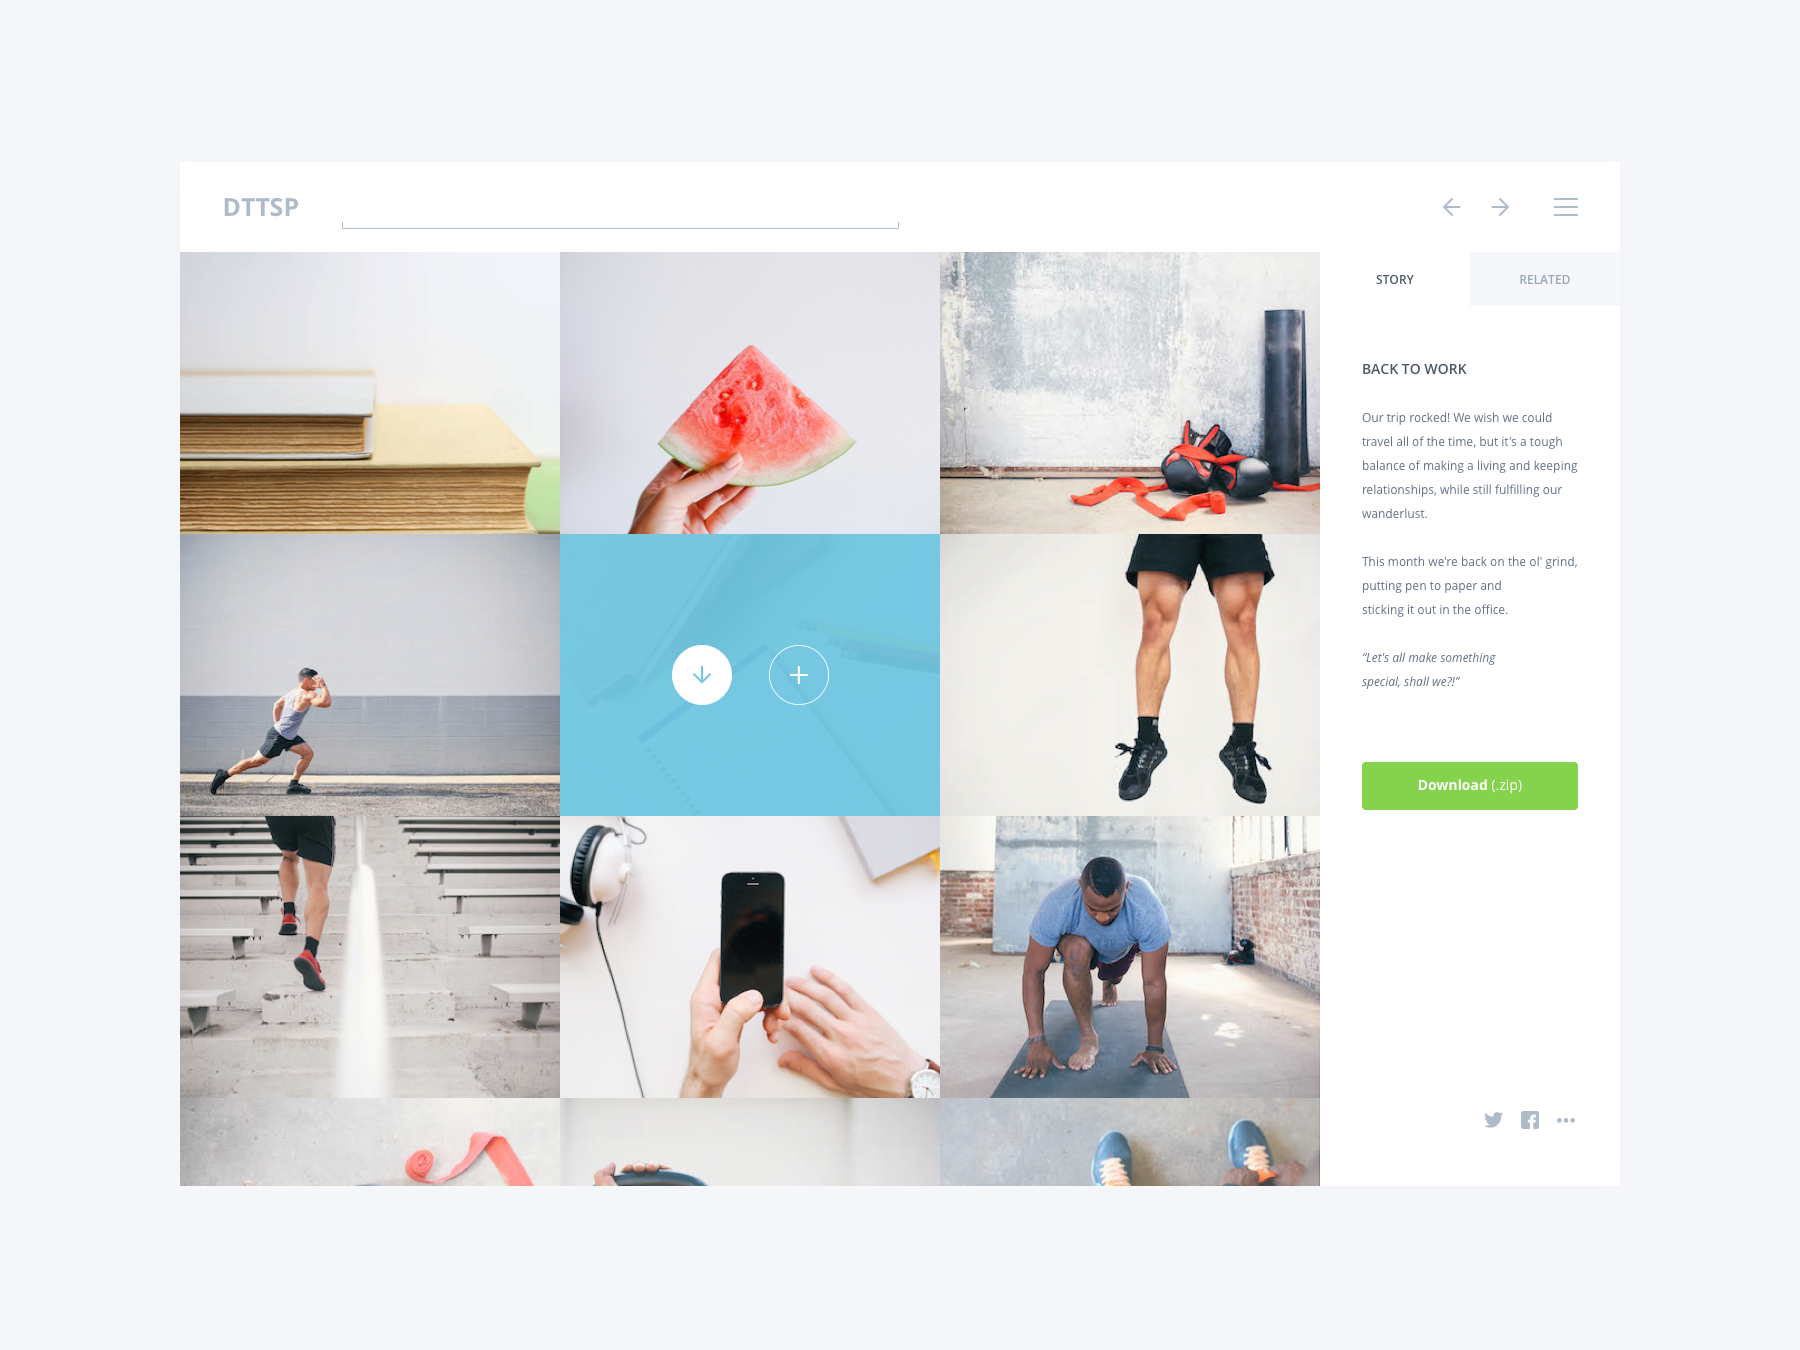 DTTSP
STORY
RELATED
BACK TO WORK
Our trip rocked! We wish we could
travel all of the time, but it's a tough
balance of making a living and keeping
relationships, while still fulfilling our
wanderlust.
This month we're back on the ol' grind,
putting pen to paper and
sticking it out in the office.
“Let's all make something
special, shall we?!”
Download (.zip)